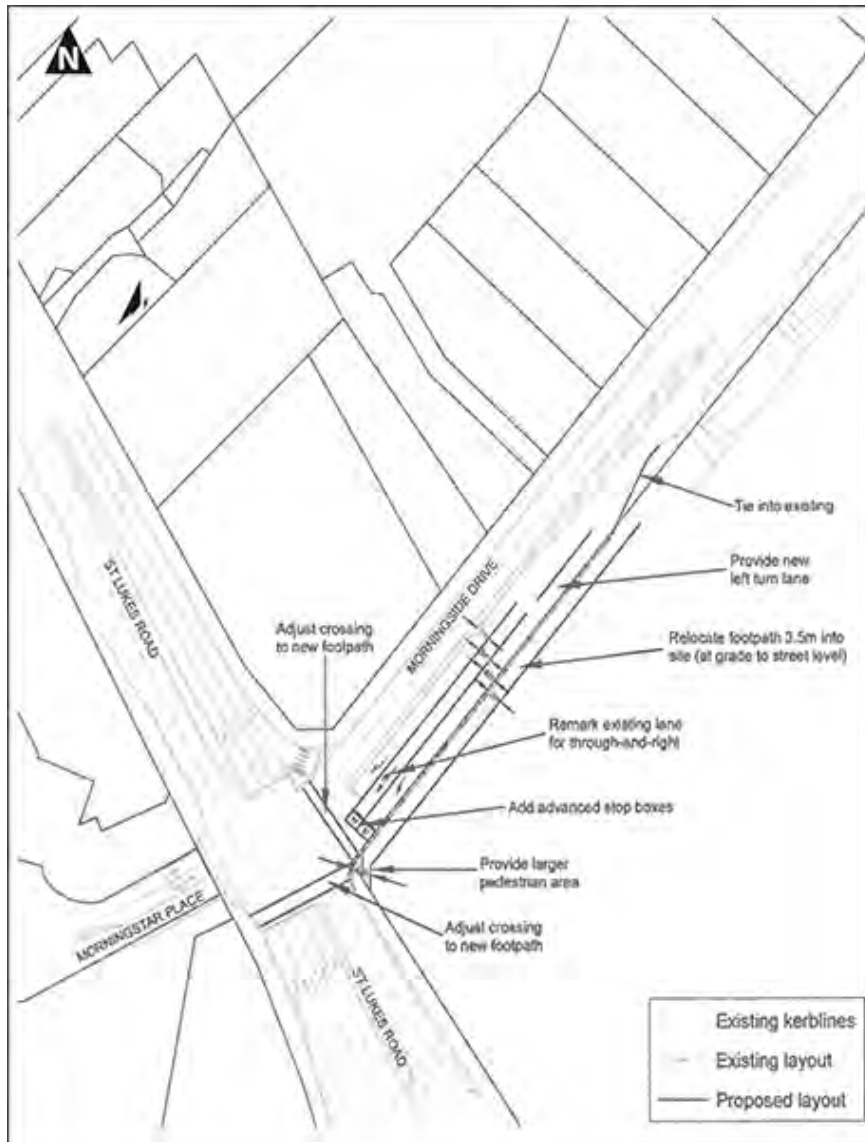 N
Tie into existing
Provide new
left turn lane
ST LUKES ROAD
MORNINGSIDE DRIVE
Adjust crossing
to new footpath
Relocate footpath 3.5m into
site (at grade to street level)
Remark existing lane
for through-and-right
Add advanced stop boxes
Provide larger
pedestrian area
MORNINGSTAR PLACE
Adjust crossing
to new footpath
ST LUKES ROAD
Existing kerblines
Existing layout
Proposed layout